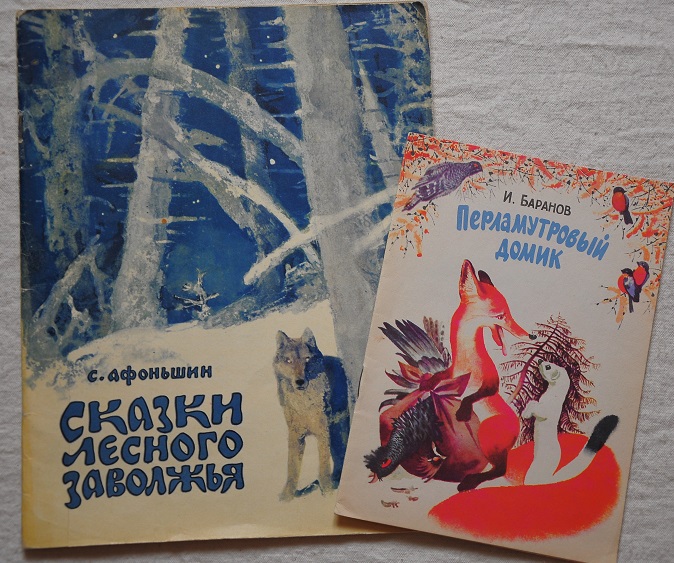 с. афоньшин
Сказки
лесного
заволжья
И. БАРАНОВ
Перламутровый
домик